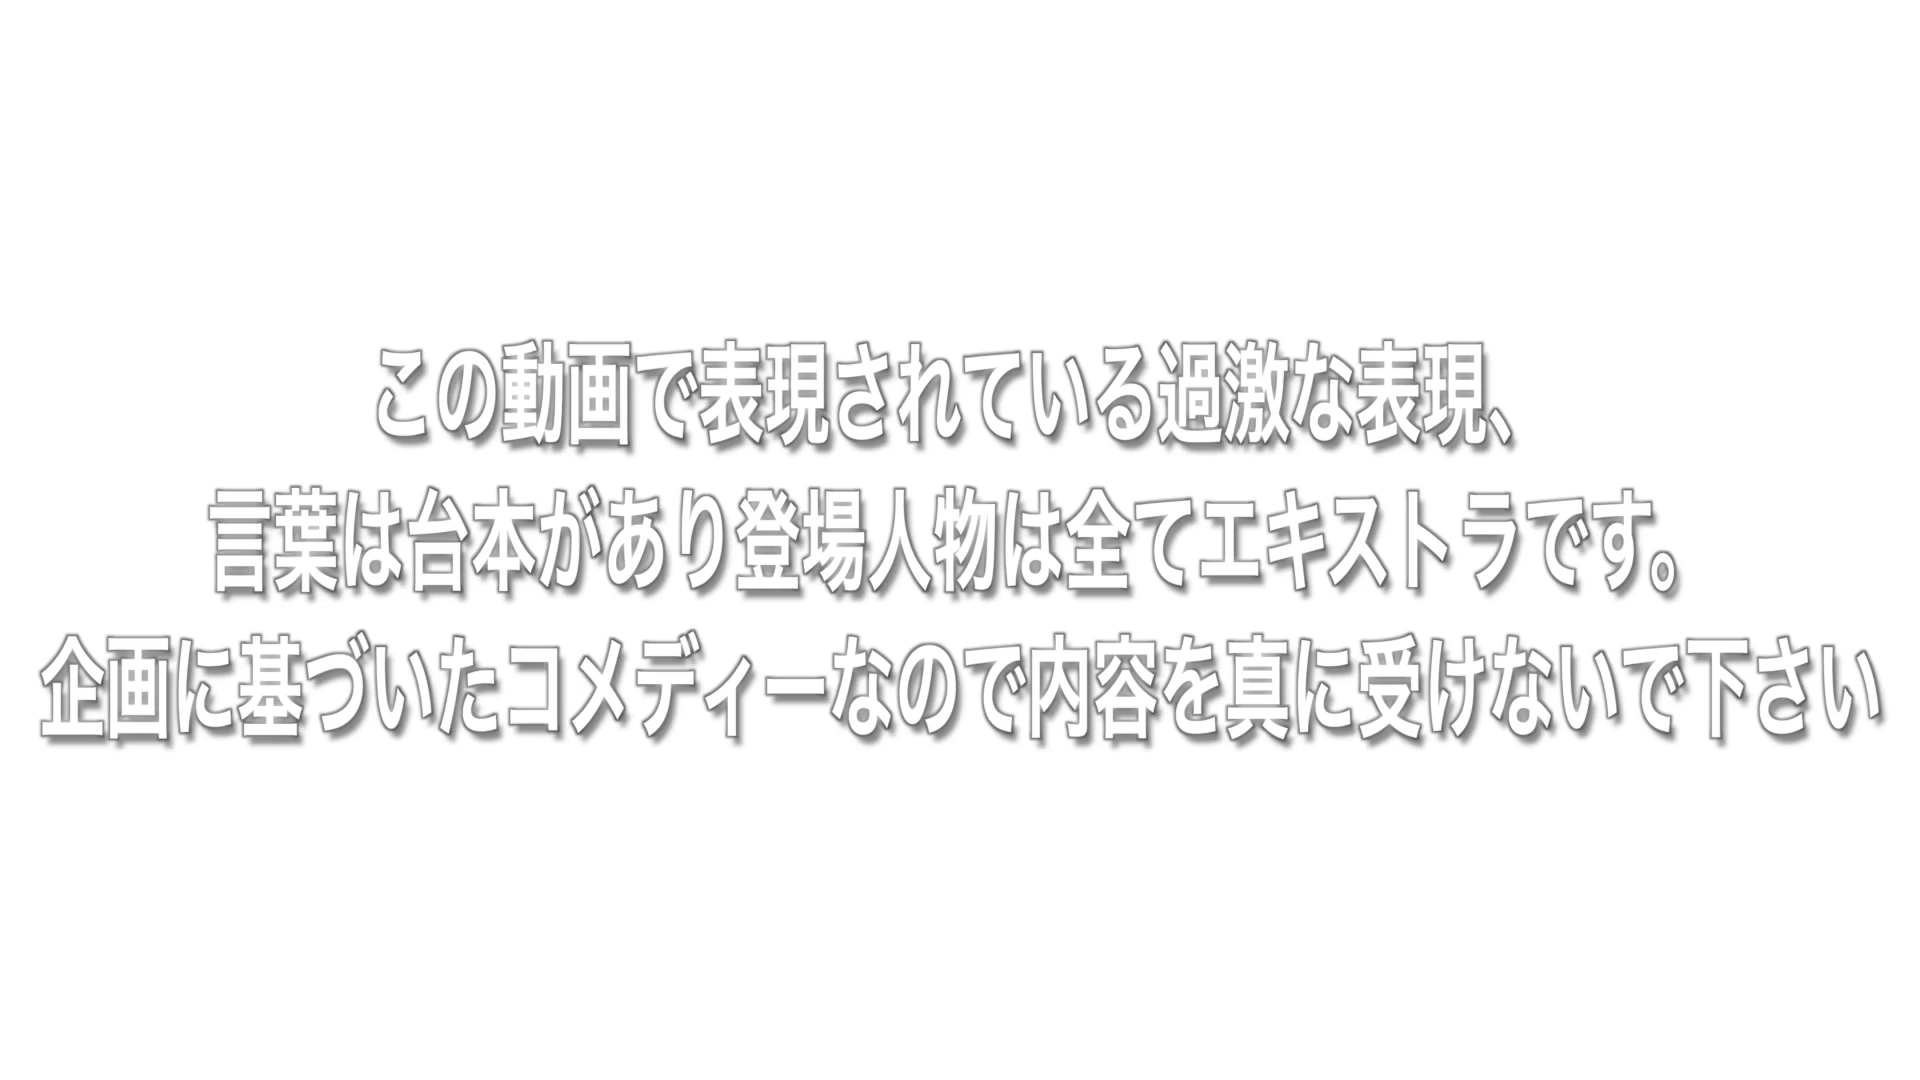 この動画で表現されている過激な表現、
言葉は台本があり登場人物は全てエキストラです。
企画に基づいたコメディーなので内容を真に受けないで下さい